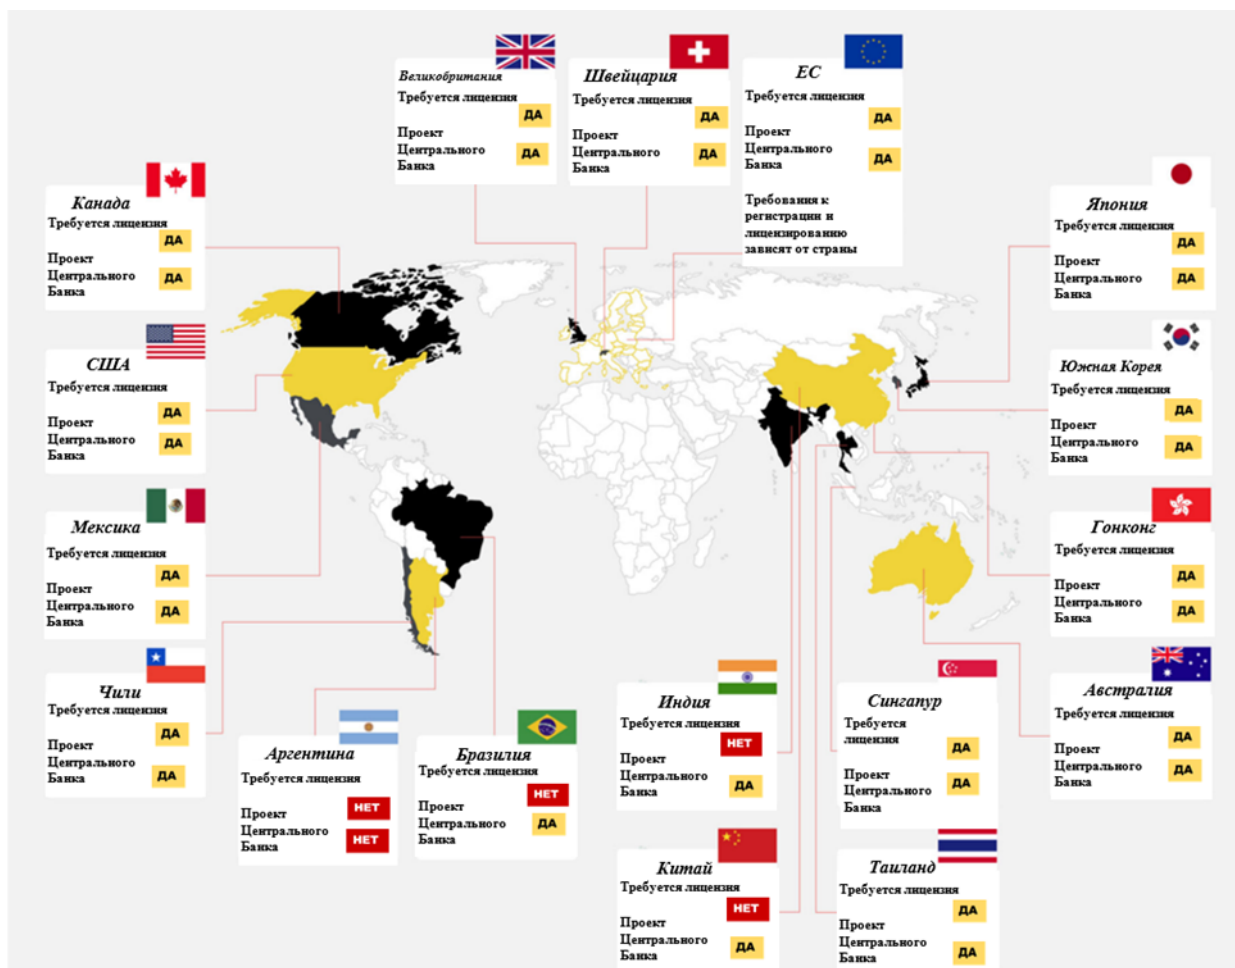 Великобритания
Требуется лицензия
ДА
Проект
Центрального
Банка
ДА
Швейцария
Требуется лицензия
ДА
Проект
Центрального
Банка
ДА
ЕС
Требуется лицензия
ДА
Проект
Центрального
Банка
ДА
Требования к
регистрации и
лицензированию
зависят от страны
Канада
Требуется лицензия
ДА
Проект
Центрального
Банка
ДА
США
Требуется лицензия
ДА
Проект
Центрального
Банка
ДА
Мексика
Требуется лицензия
ДА
Проект
Центрального
Банка
ДА
Чили
Требуется лицензия
ДА
Проект
Центрального
Банка
ДА
Аргентина
Требуется лицензия
НЕТ
Проект
Центрального
Банка
НЕТ
Бразилия
Требуется лицензия
НЕТ
Проект
Центрального
Банка
ДА
Индия
Требуется лицензия
НЕТ
Проект
Центрального
Банка
ДА
Китай
Требуется лицензия
НЕТ
Проект
Центрального
Банка
ДА
Сингапур
Требуется
лицензия
ДА
Проект
Центрального
Банка
ДА
Таиланд
Требуется лицензия
ДА
Проект
Центрального
Банка
ДА
Япония
Требуется лицензия
ДА
Проект
Центрального
Банка
ДА
Южная Корея
Требуется лицензия
ДА
Проект
Центрального
Банка
ДА
Гонконг
Требуется лицензия
ДА
Проект
Центрального
Банка
ДА
Австралия
Требуется лицензия
ДА
Проект
Центрального
Банка
ДА